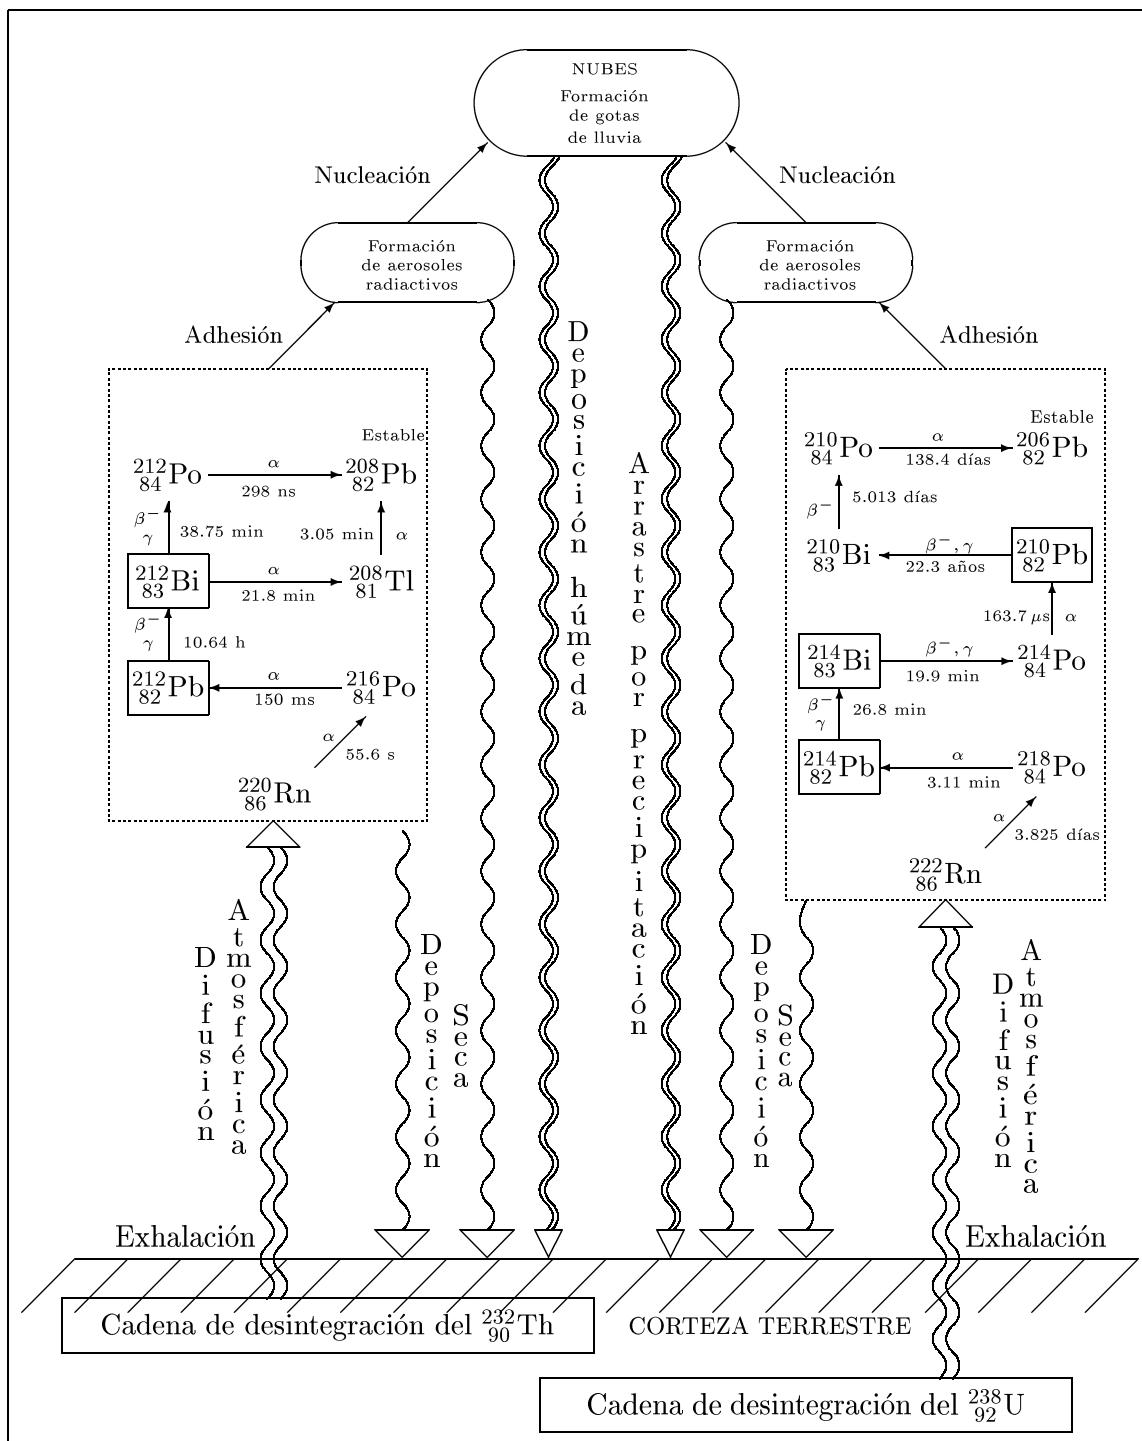 NUBES
Formación
de gotas
de lluvia
Nucleación
Nucleación
Formación
de aerosoles
radiactivos
Formación
de aerosoles
radiactivos
Adhesión
Adhesión
Estable
²¹²₈₄Po α 298 ns ²⁰⁸₈₂Pb
β⁻ γ 38.75 min 3.05 min α
²¹²₈₃Bi α 21.8 min ²⁰⁸₈₁Tl
β⁻ γ 10.64 h
²¹²₈₂Pb α 150 ms ²¹⁶₈₄Po
α 55.6 s
²²⁰₈₆Rn
Estable
²¹⁰₈₄Po α 138.4 días ²⁰⁶₈₂Pb
β⁻ 5.013 días
²¹⁰₈₃Bi β⁻, γ 22.3 años ²¹⁰₈₂Pb
163.7 μs α
²¹⁴₈₃Bi β⁻, γ 19.9 min ²¹⁴₈₄Po
β⁻ γ 26.8 min
²¹⁴₈₂Pb α 3.11 min ²¹⁸₈₄Po
α 3.825 días
²²²₈₆Rn
Difusión
Atmosférica
Deposición
Seca
Deposición húmeda
Arrastre por precipitación
Deposición
Seca
Difusión
Atmosférica
Exhalación
Exhalación
Cadena de desintegración del ²³²₉₀Th
CORTEZA TERRESTRE
Cadena de desintegración del ²³⁸₉₂U